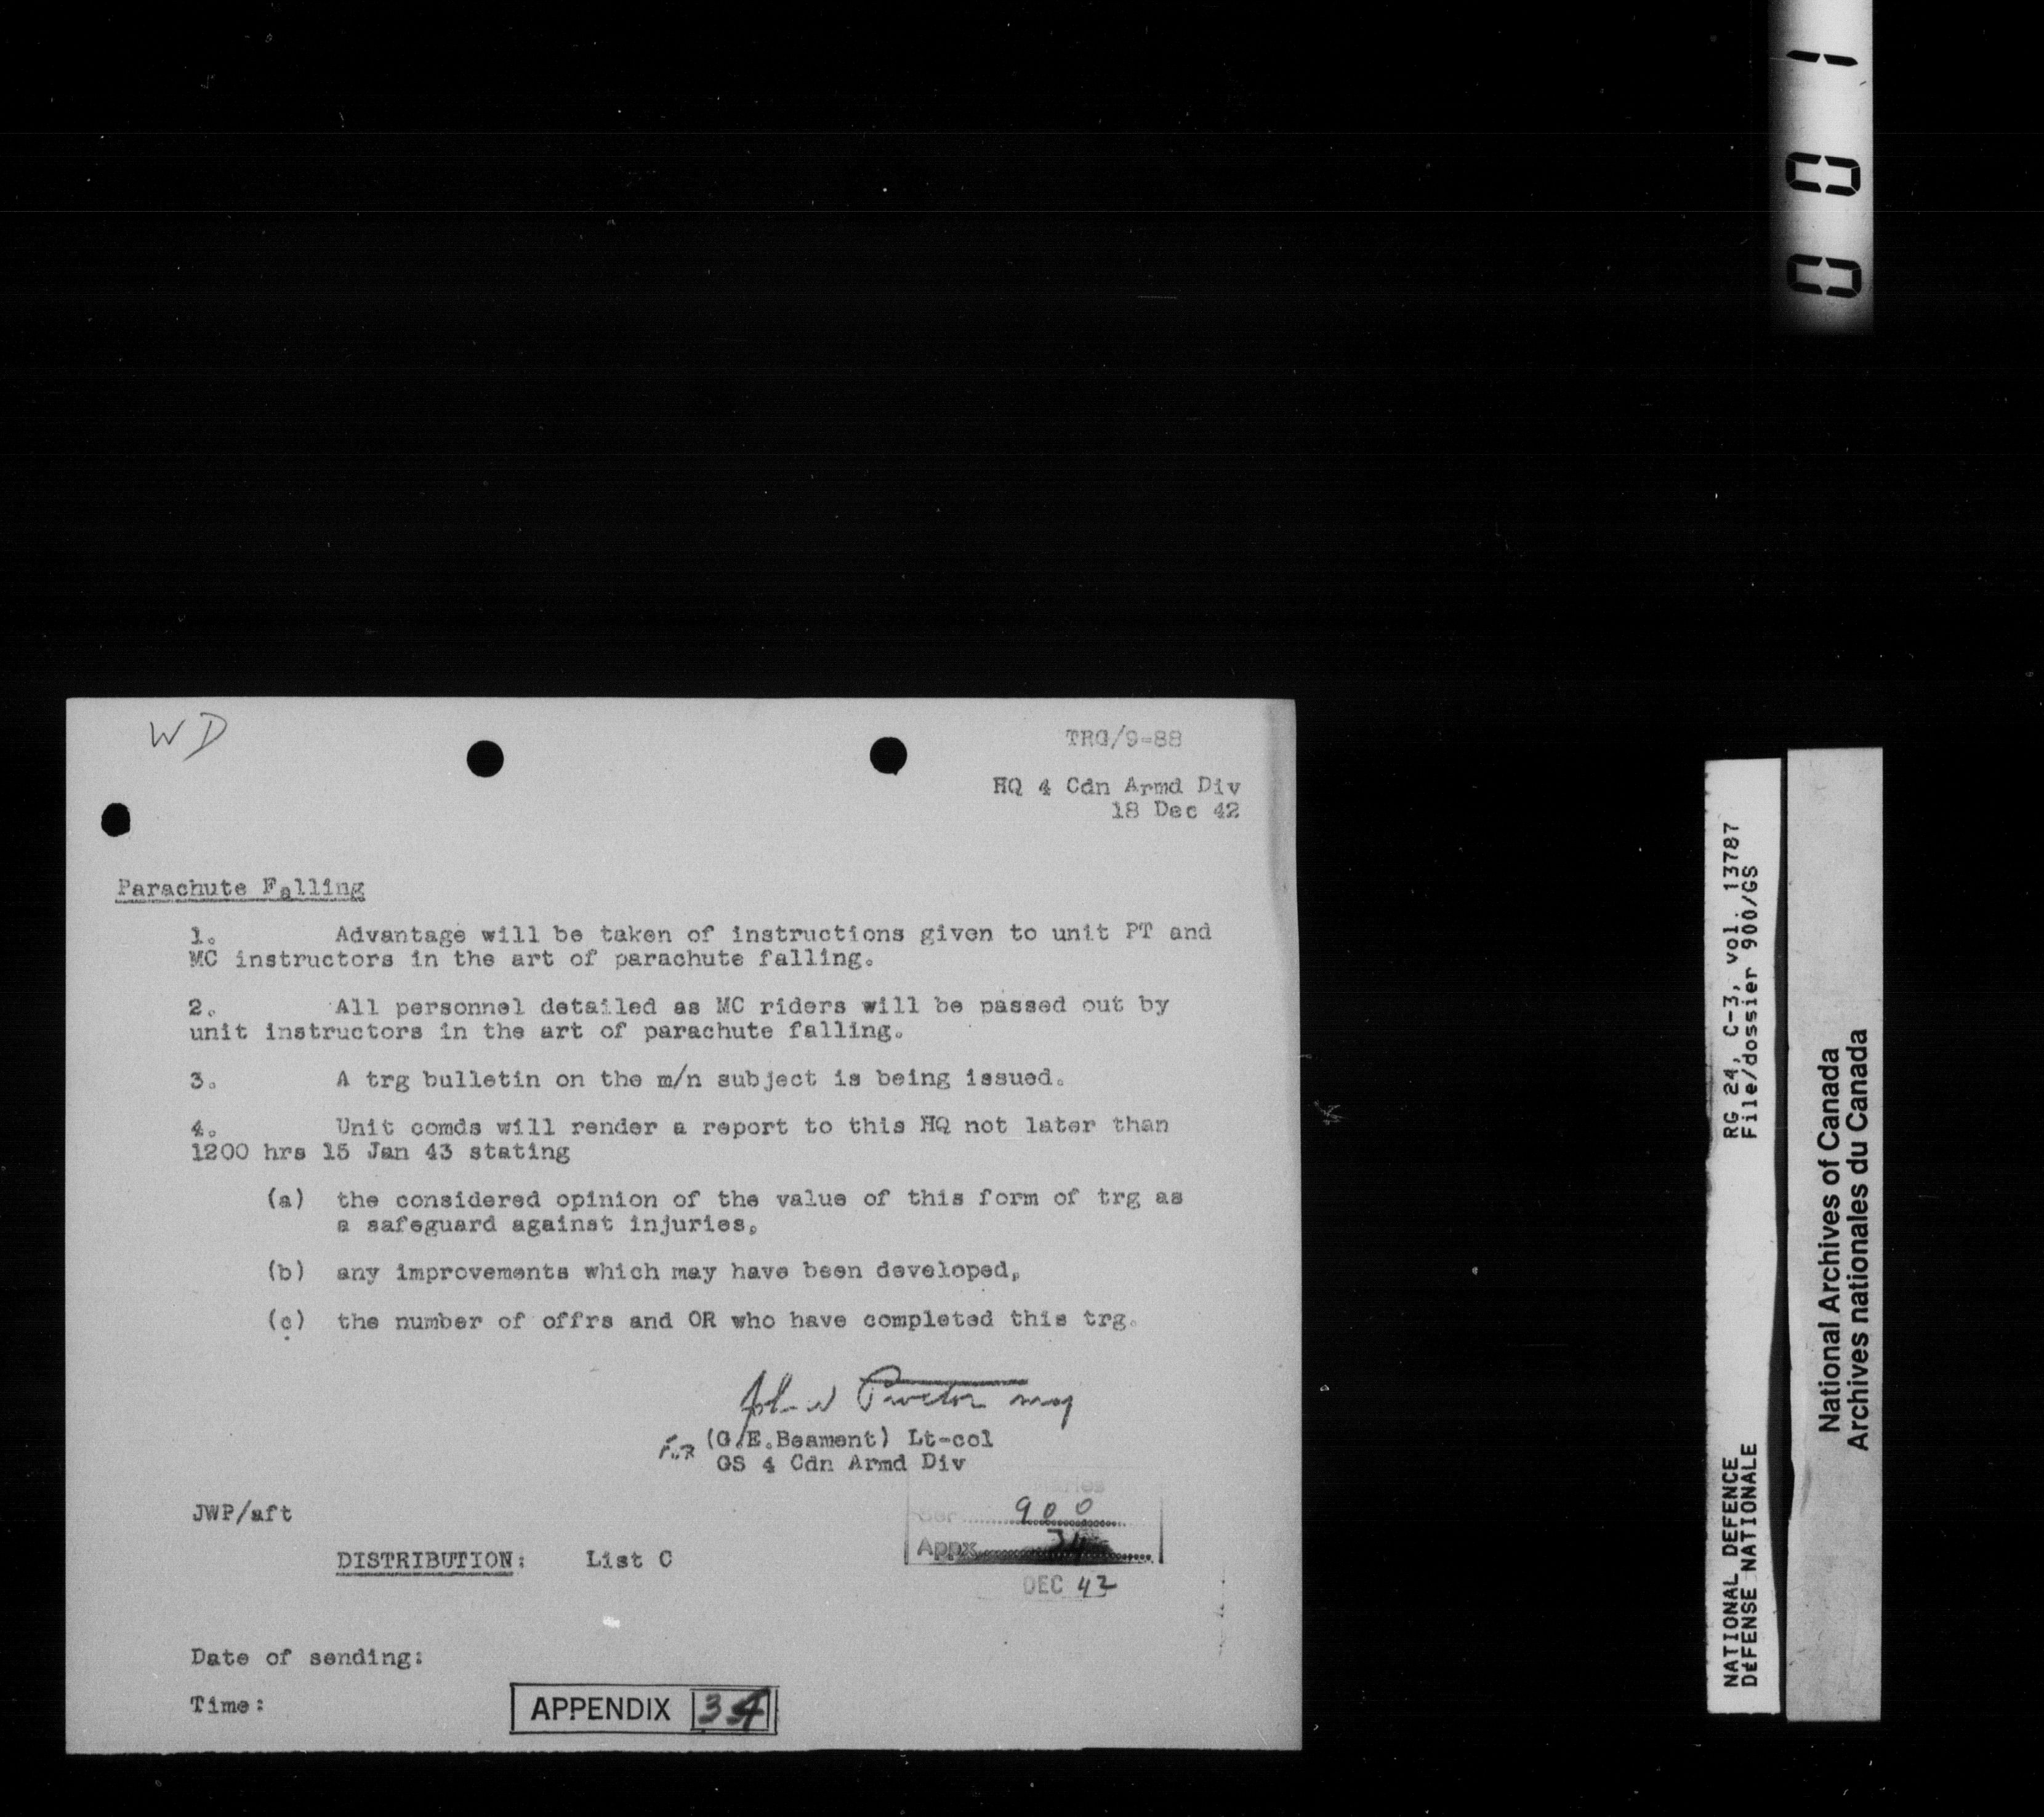 WD
TRG/9-88
HQ 4 Cdn Armd Div
18 Dec 42
Parachute Falling
1. Advantage will be taken of instructions given to unit PT and
MC instructors in the art of parachute falling.
2. All personnel detailed as MC riders will be passed out by
unit instructors in the art of parachute falling.
3. A trg bulletin on the m/n subject is being issued.
4. Unit comds will render a report to this HQ not later than
1200 hrs 15 Jan 43 stating
(a) the considered opinion of the value of this form of trg as
a safeguard against injuries,
(b) any improvements which may have been developed,
(c) the number of offrs and OR who have completed this trg.
John W Proctor maj
FOR (G.E.Beament) Lt-col
GS 4 Cdn Armd Div
JWP/aft
900
Appx 34
DEC 42
DISTRIBUTION: List C
Date of sending:
Time:
APPENDIX 34
001
RG 24, C-3, vol. 13787
File/dossier 900/GS
NATIONAL DEFENCE
DÉFENSE NATIONALE
National Archives of Canada
Archives nationales du Canada